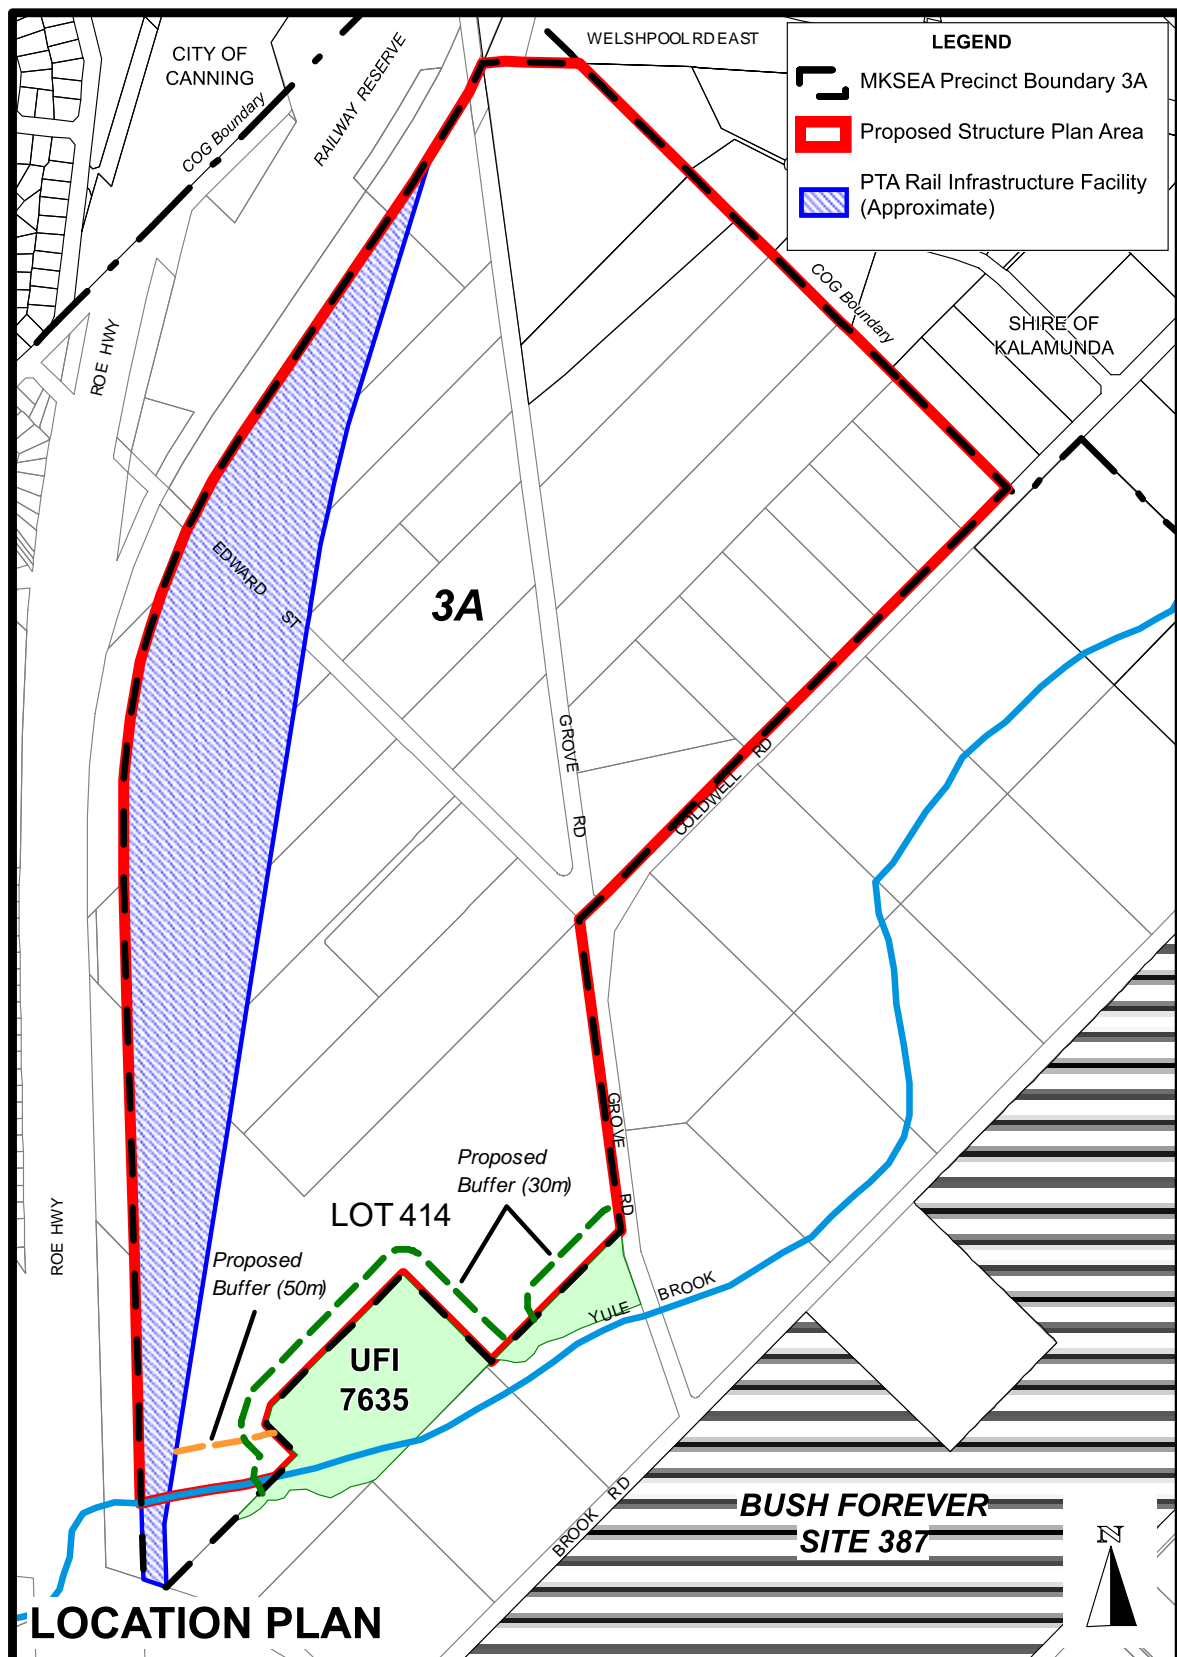 CITY OF
CANNING
COG Boundary
RAILWAY RESERVE
WELSHPOOL RD EAST
LEGEND
MKSEA Precinct Boundary 3A
Proposed Structure Plan Area
PTA Rail Infrastructure Facility
(Approximate)
COG Boundary
SHIRE OF
KALAMUNDA
ROE HWY
EDWARD ST
3A
GROVE RD
COLDWELL RD
GROVE RD
Proposed
Buffer (30m)
LOT 414
ROE HWY
Proposed
Buffer (50m)
YULE BROOK
UFI
7635
BROOK RD
BUSH FOREVER
SITE 387
N
LOCATION PLAN